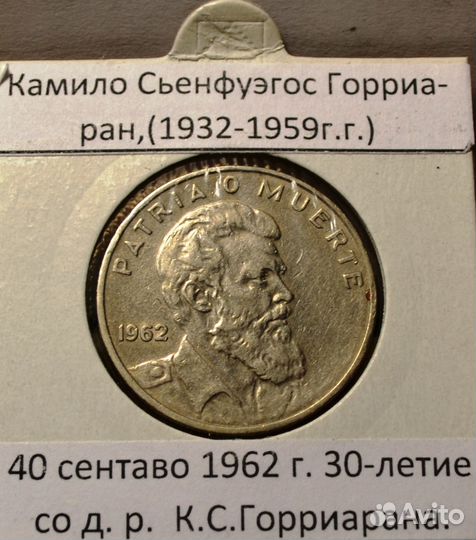 Камило Сьенфуэгос Горриа-
ран,(1932-1959г.г.)
PATRIA O MUERTE
1962
40 сентаво 1962 г. 30-летие
со д. р. К.С.Горриарана.
Avito